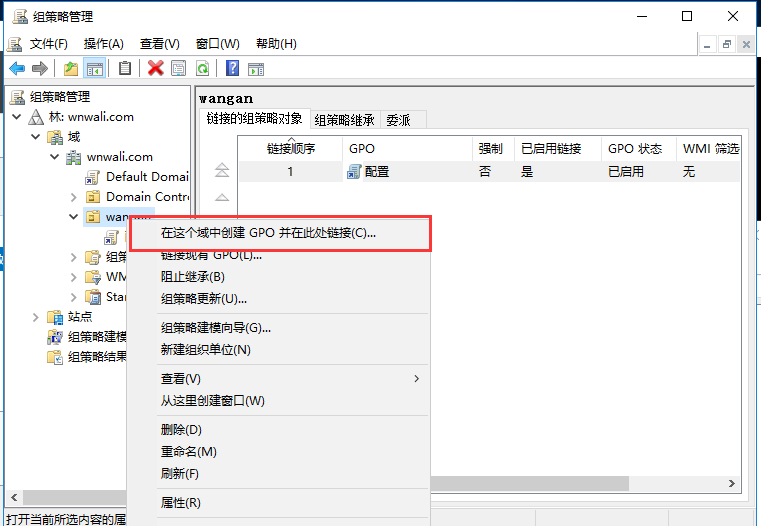 组策略管理
文件(F) 操作(A) 查看(V) 窗口(W) 帮助(H)
组策略管理
林: wnwali.com
域
wnwali.com
Default Domai
Domain Contr
wangan
组策
WM
Star
站点
组策略建模
组策略结果
wangan
链接的组策略对象 组策略继承 委派
链接顺序 GPO 强制 已启用链接 GPO 状态 WMI 筛选
1 配置 否 是 已启用 无
在这个域中创建 GPO 并在此处链接(C)...
链接现有 GPO(L)...
阻止继承(B)
组策略更新(U)...
组策略建模向导(G)...
新建组织单位(N)
查看(V)
从这里创建窗口(W)
删除(D)
重命名(M)
刷新(F)
属性(R)
打开当前所选内容的属